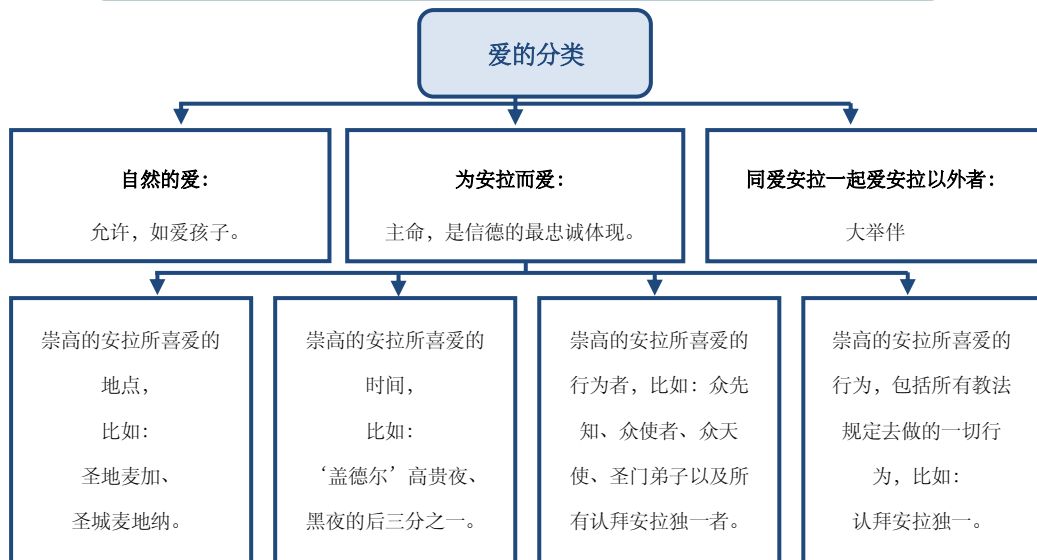 爱的分类
自然的爱：
允许，如爱孩子。
为安拉而爱：
主命，是信德的最忠诚体现。
同爱安拉一起爱安拉以外者：
大举伴
崇高的安拉所喜爱的
地点，
比如：
圣地麦加、
圣城麦地纳。
崇高的安拉所喜爱的
时间，
比如：
‘盖德尔’高贵夜、
黑夜的后三分之一。
崇高的安拉所喜爱的
行为者，比如：众先
知、众使者、众天
使、圣门弟子以及所
有认拜安拉独一者。
崇高的安拉所喜爱的
行为，包括所有教法
规定去做的一切行
为，比如：
认拜安拉独一。